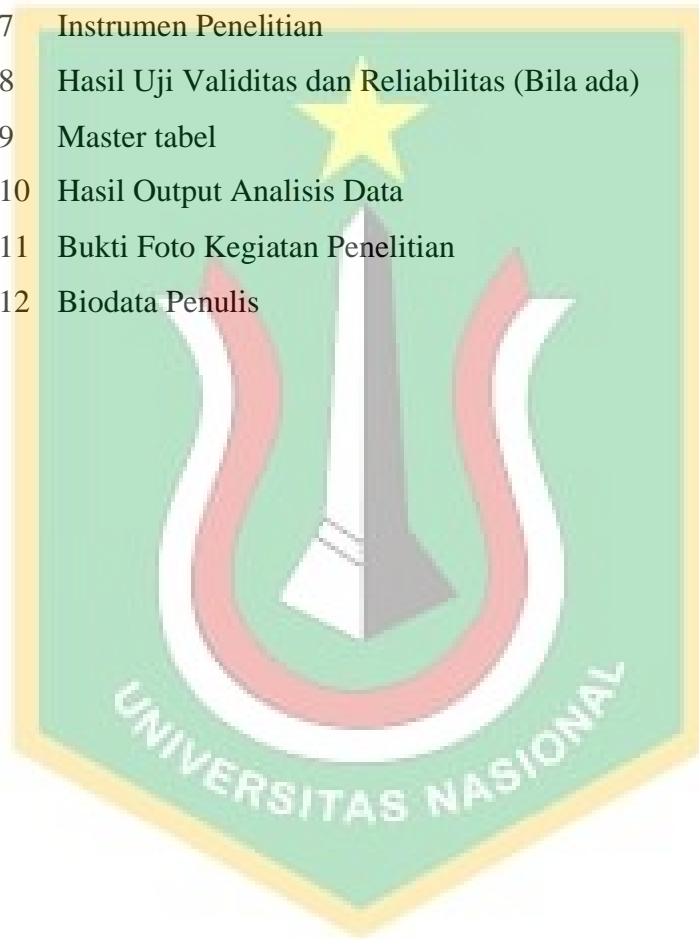 7 Instrumen Penelitian
8 Hasil Uji Validitas dan Reliabilitas (Bila ada)
9 Master tabel
10 Hasil Output Analisis Data
11 Bukti Foto Kegiatan Penelitian
12 Biodata Penulis
UNIVERSITAS NASIONAL